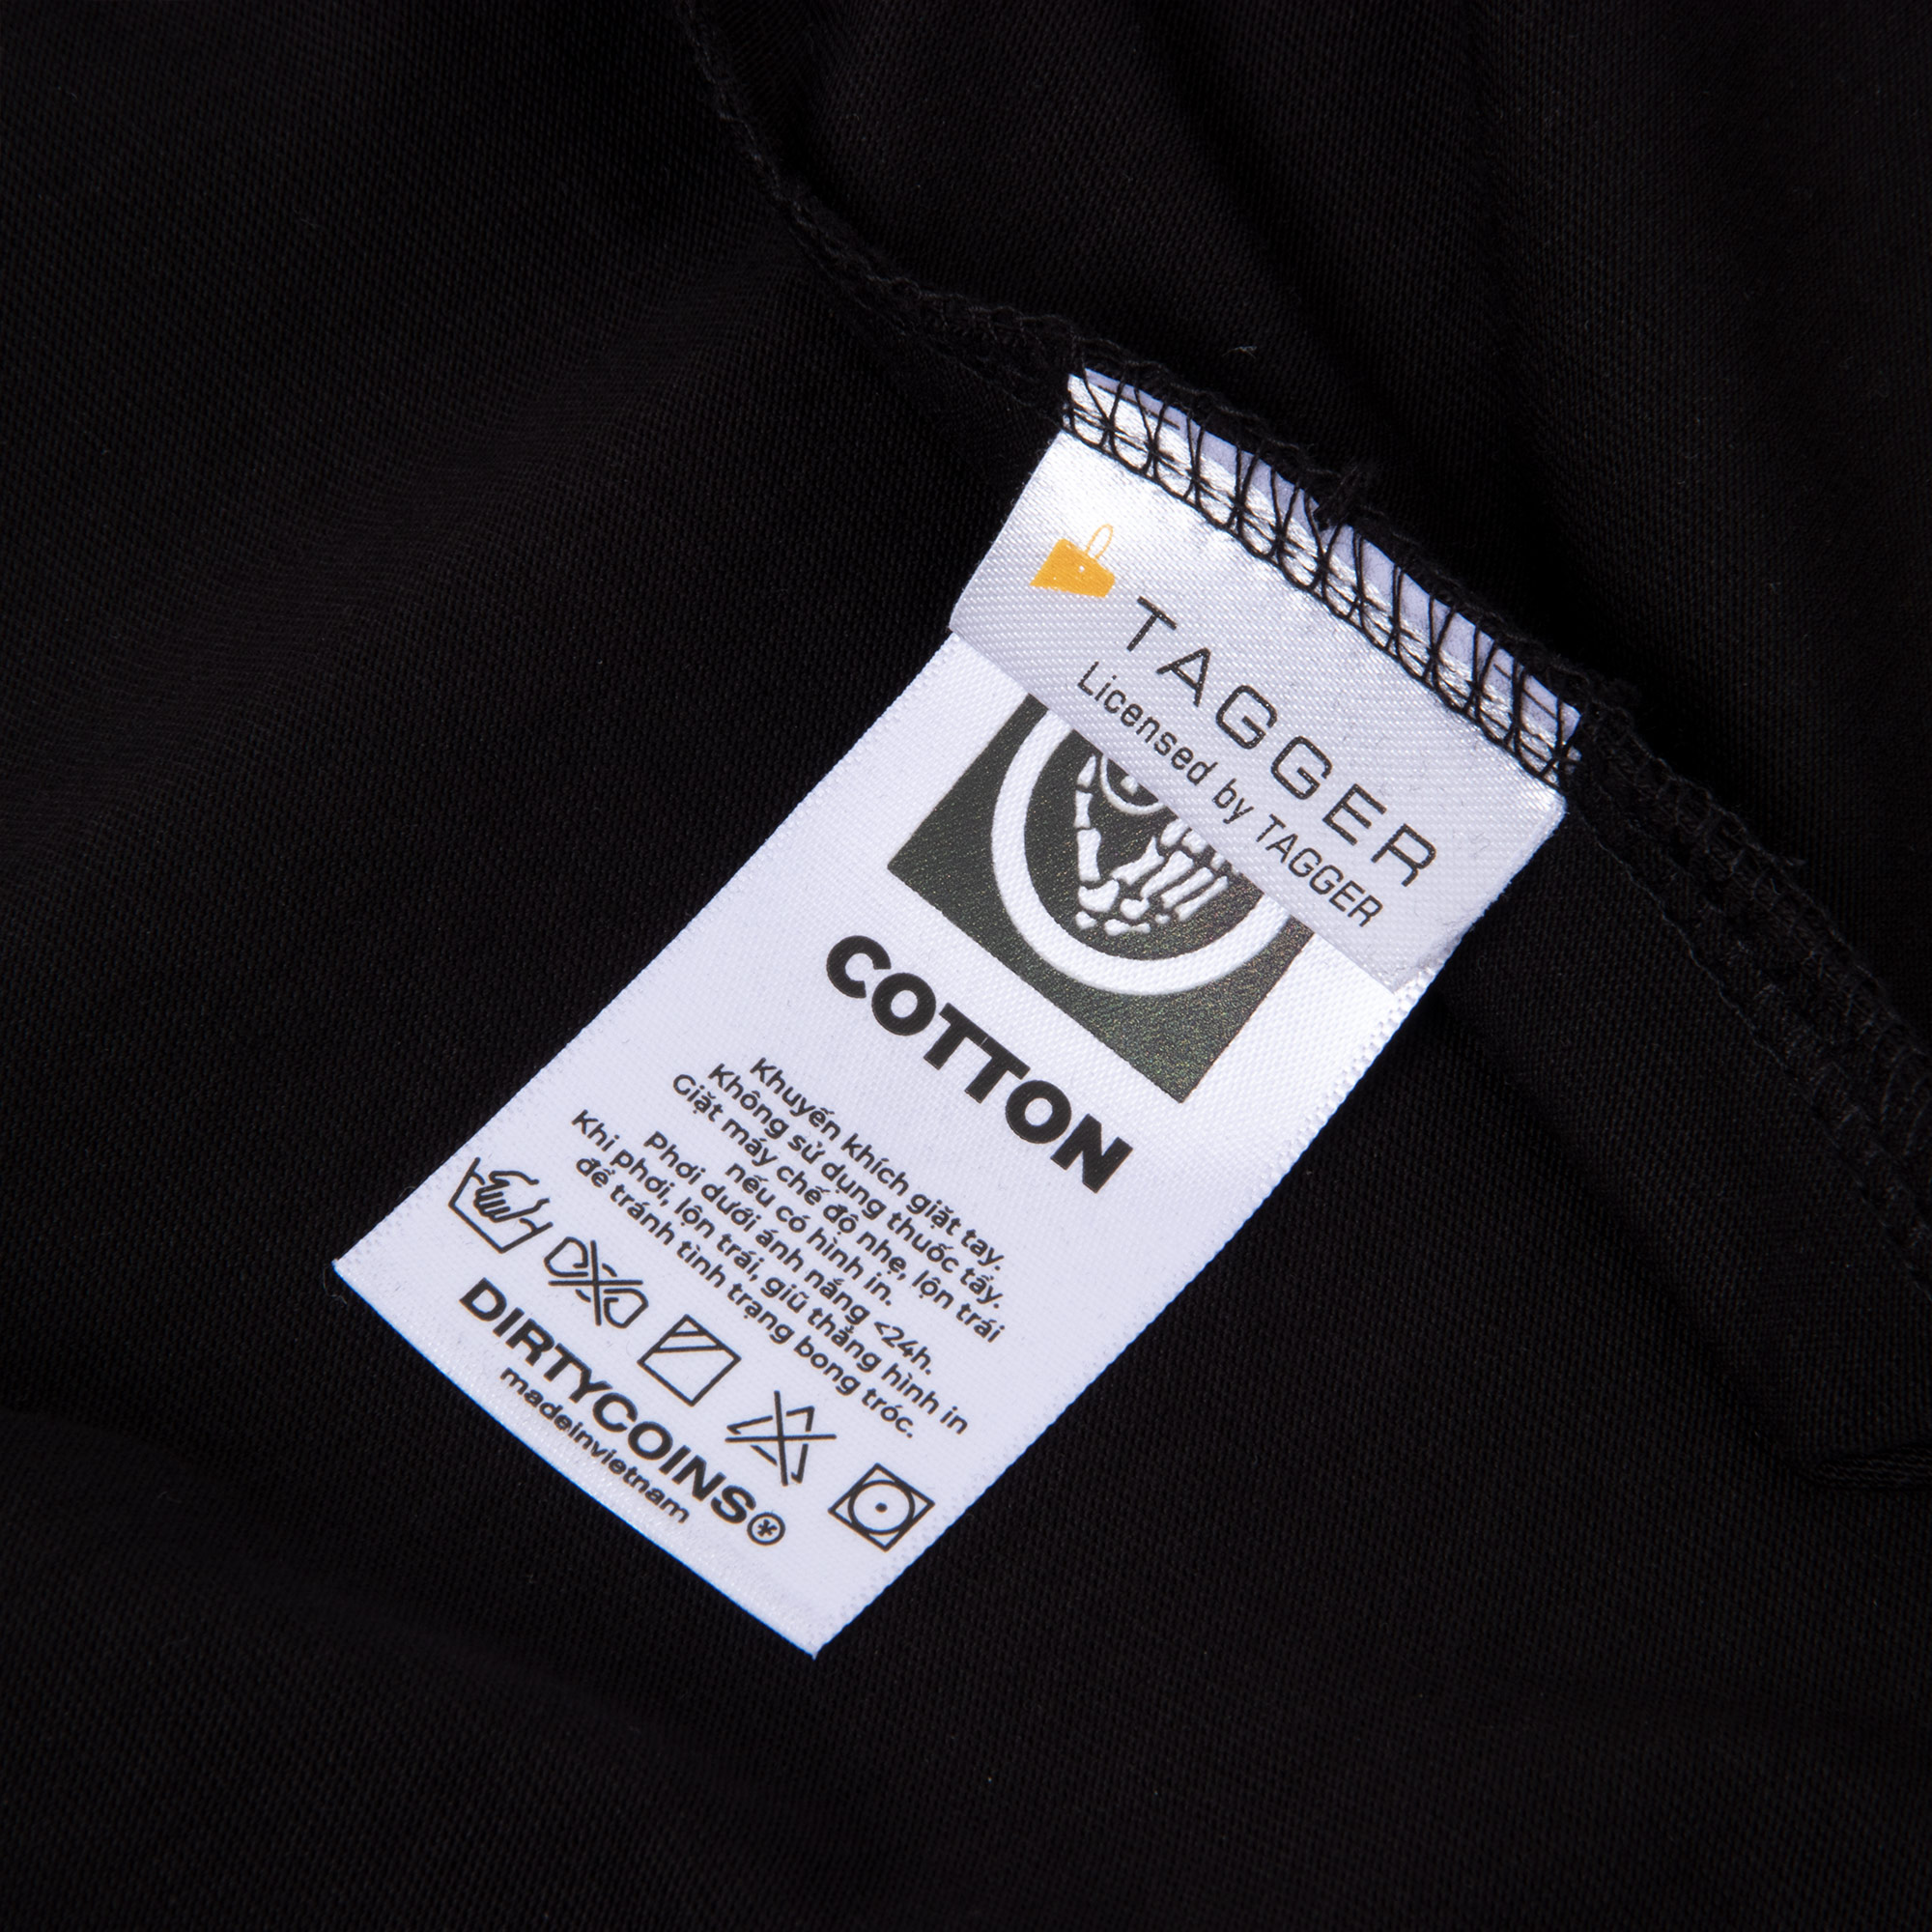 TAGGER
Licensed by TAGGER
COTTON
Khuyến khích giặt tay.
Không sử dụng thuốc tẩy.
Giặt máy chế độ nhẹ, lộn trái
nếu có hình in.
Phơi dưới ánh nắng <24h.
Khi phơi, lộn trái, giũ thẳng hình in
để tránh tình trạng bong tróc.
DIRTYCOINS®
madeinvietnam